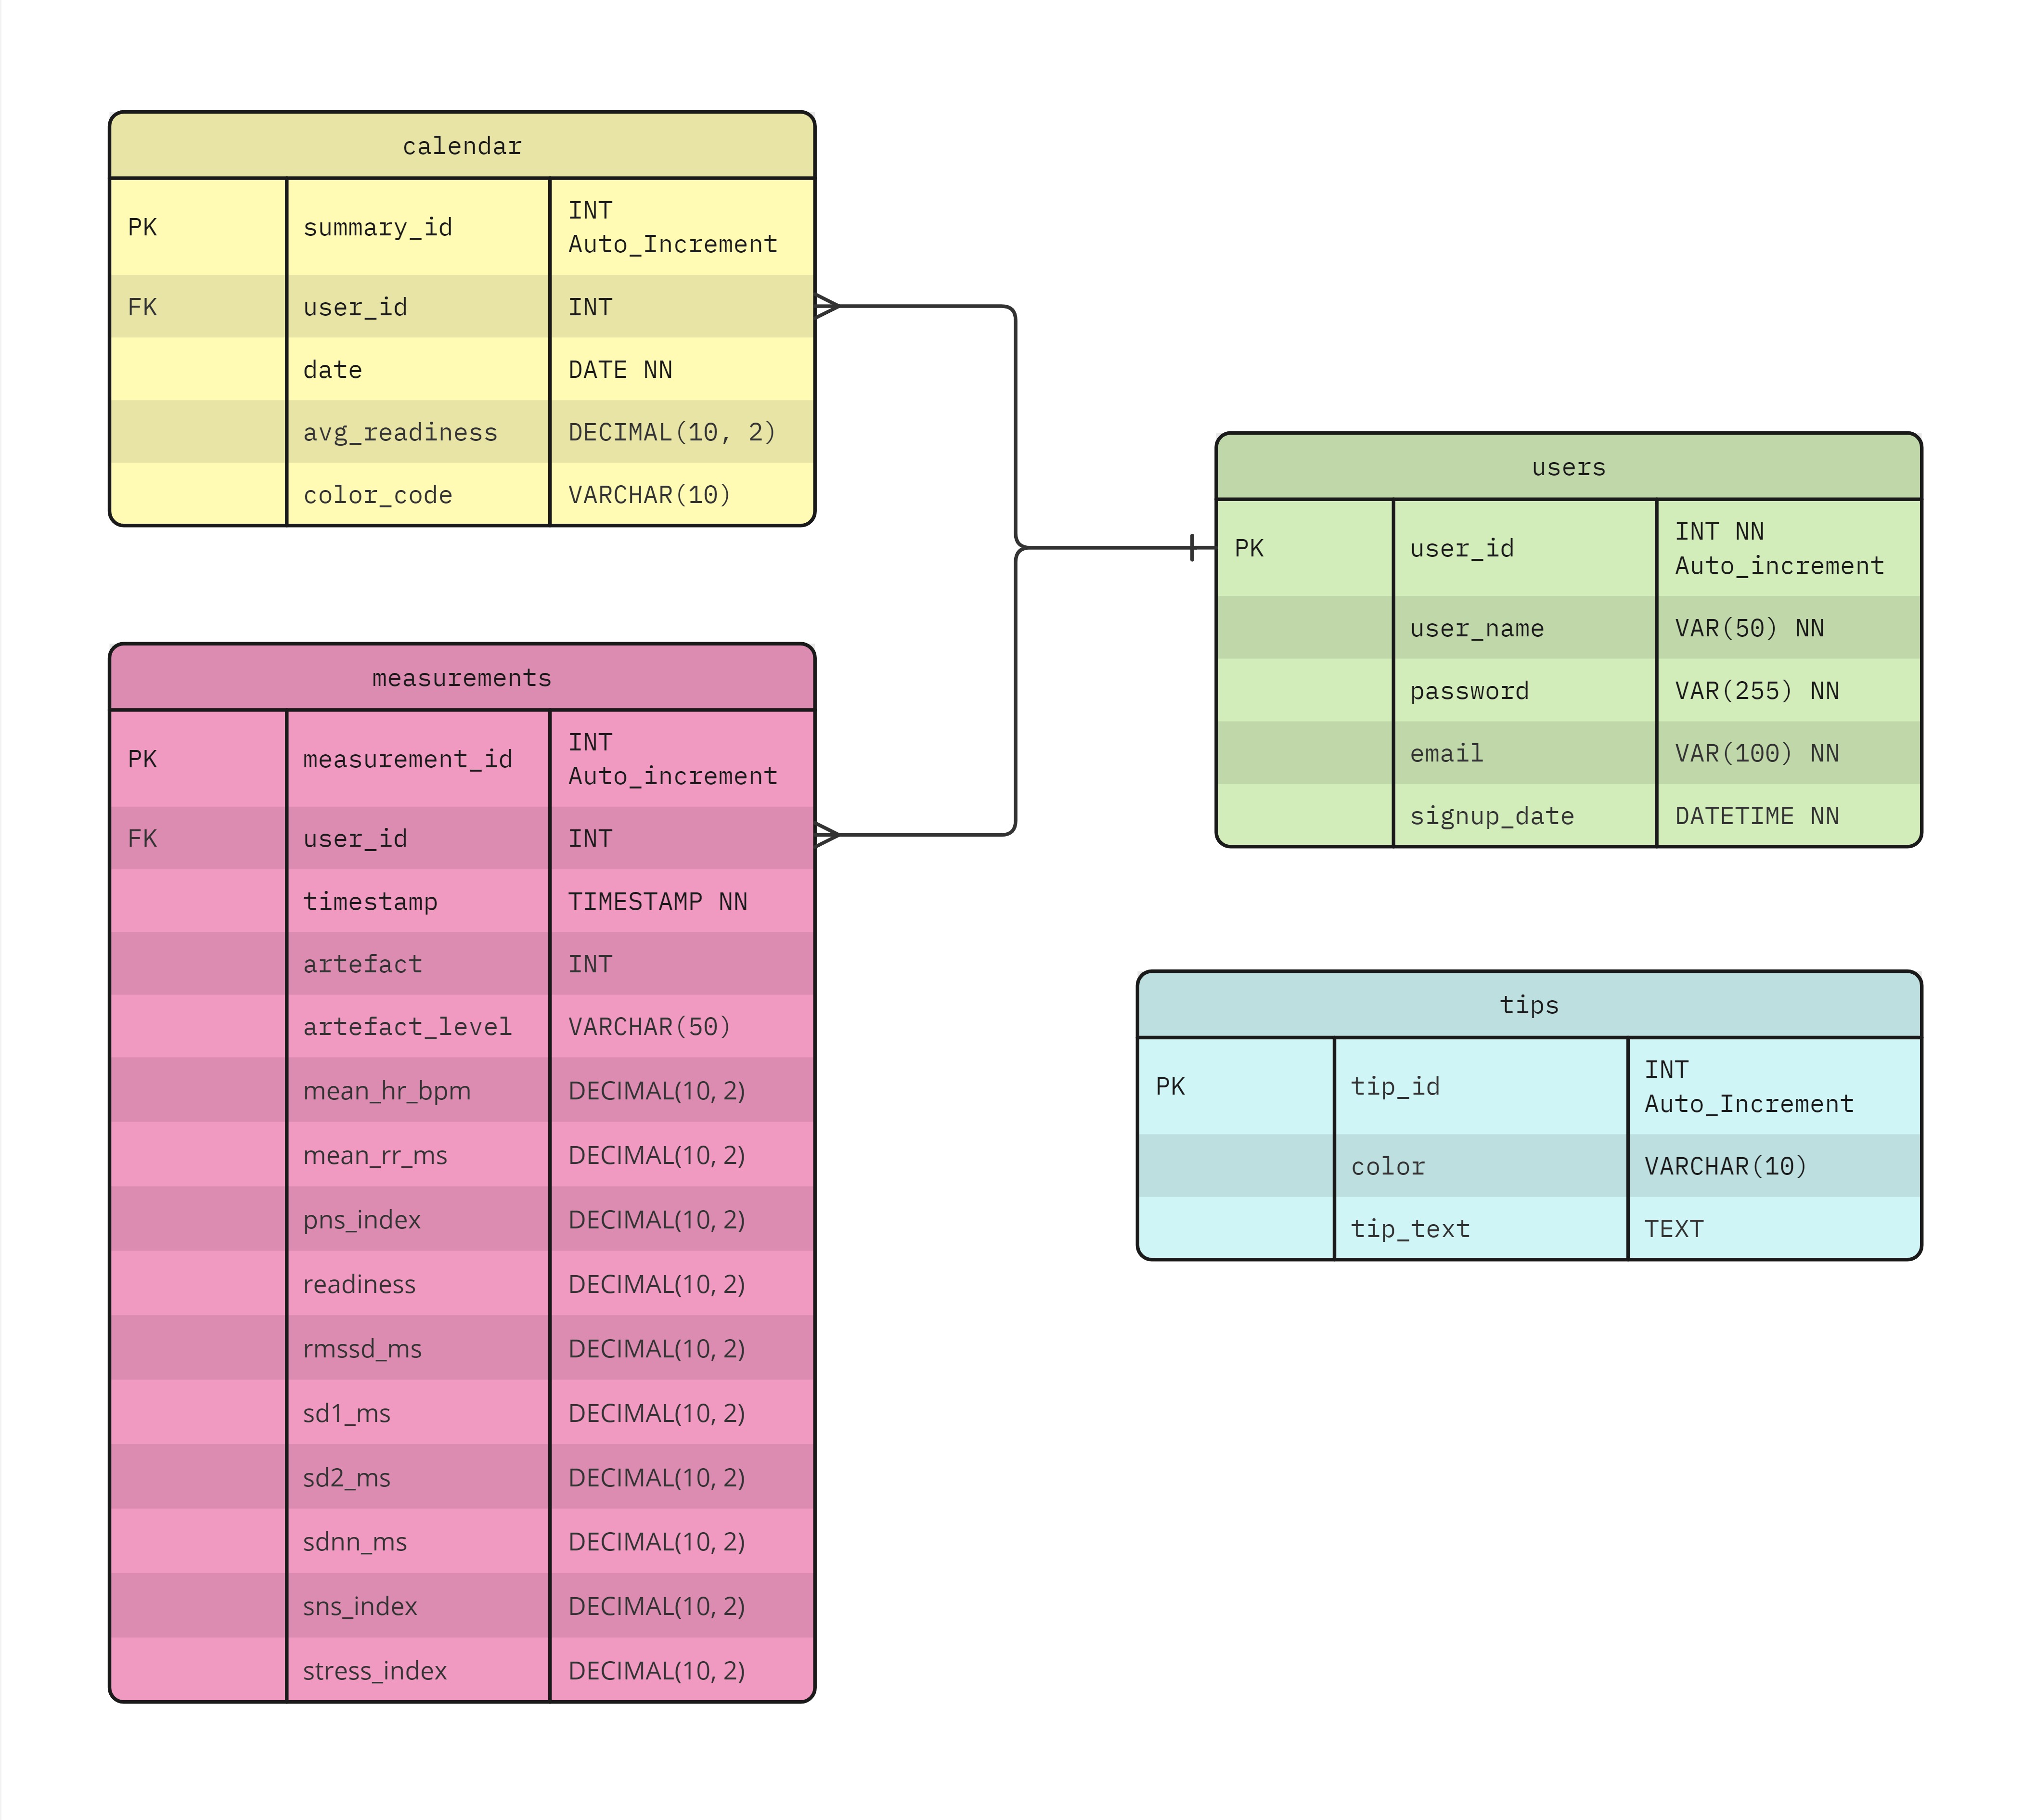 calendar
PK summary_id INT
Auto_Increment
FK user_id INT
date DATE NN
avg_readiness DECIMAL(10, 2)
color_code VARCHAR(10)
users
PK user_id INT NN
Auto_increment
user_name VAR(50) NN
password VAR(255) NN
email VAR(100) NN
signup_date DATETIME NN
measurements
PK measurement_id INT
Auto_increment
FK user_id INT
timestamp TIMESTAMP NN
artefact INT
artefact_level VARCHAR(50)
mean_hr_bpm DECIMAL(10, 2)
mean_rr_ms DECIMAL(10, 2)
pns_index DECIMAL(10, 2)
readiness DECIMAL(10, 2)
rmssd_ms DECIMAL(10, 2)
sd1_ms DECIMAL(10, 2)
sd2_ms DECIMAL(10, 2)
sdnn_ms DECIMAL(10, 2)
sns_index DECIMAL(10, 2)
stress_index DECIMAL(10, 2)
tips
PK tip_id INT
Auto_Increment
color VARCHAR(10)
tip_text TEXT